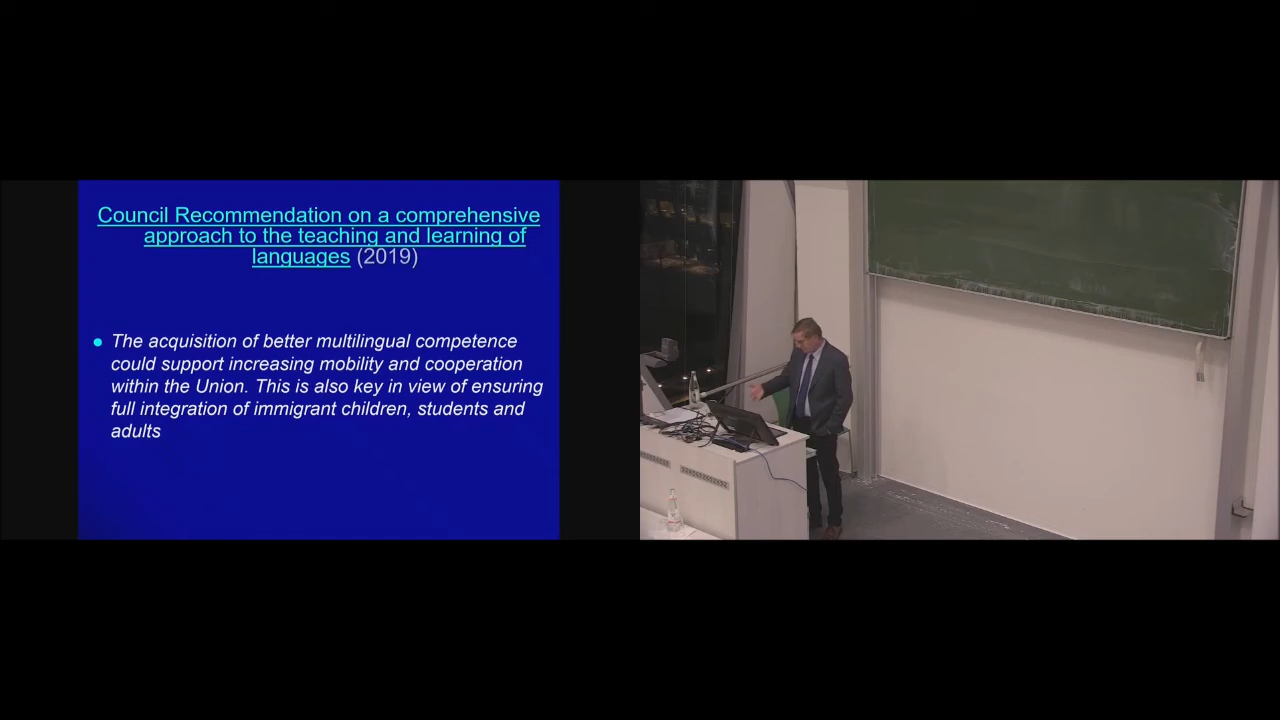 Council Recommendation on a comprehensive
approach to the teaching and learning of
languages (2019)
The acquisition of better multilingual competence
could support increasing mobility and cooperation
within the Union. This is also key in view of ensuring
full integration of immigrant children, students and
adults